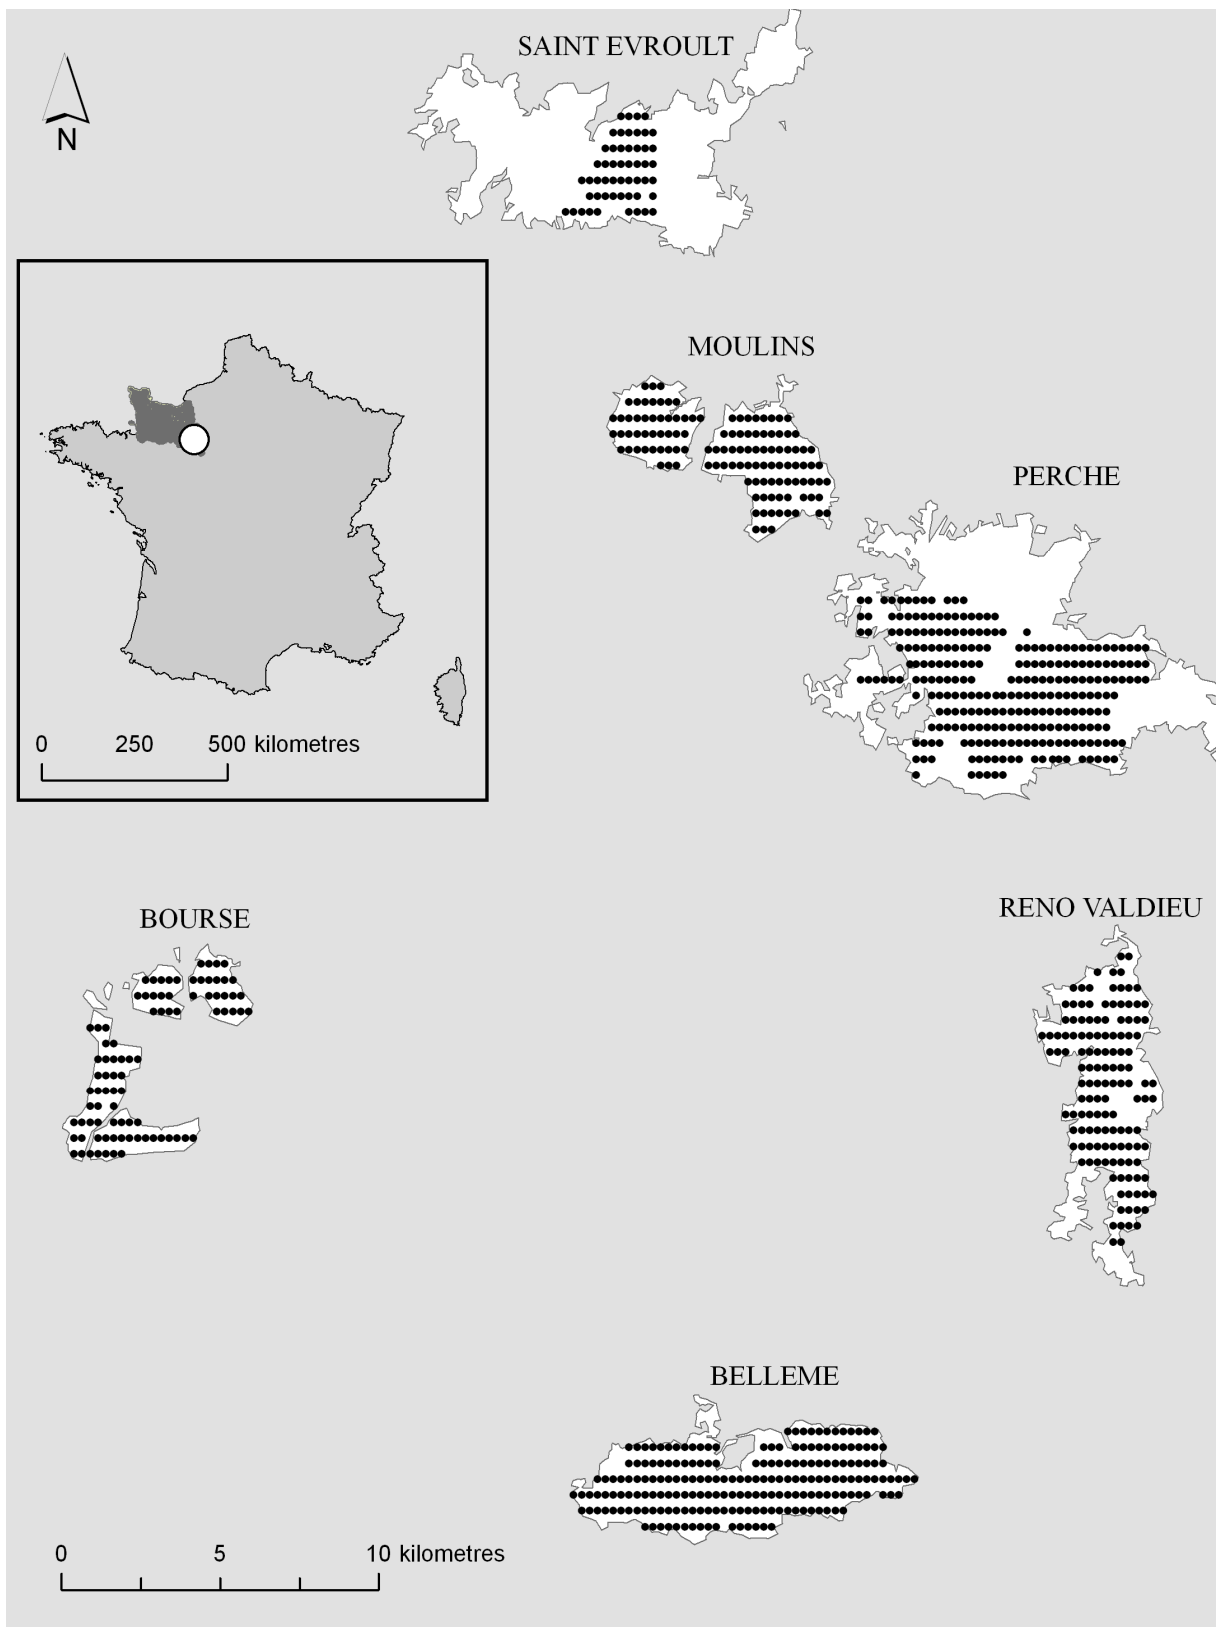 SAINT EVROULT
N
MOULINS
PERCHE
0 250 500 kilometres
BOURSE
RENO VALDIEU
BELLEME
0 5 10 kilometres